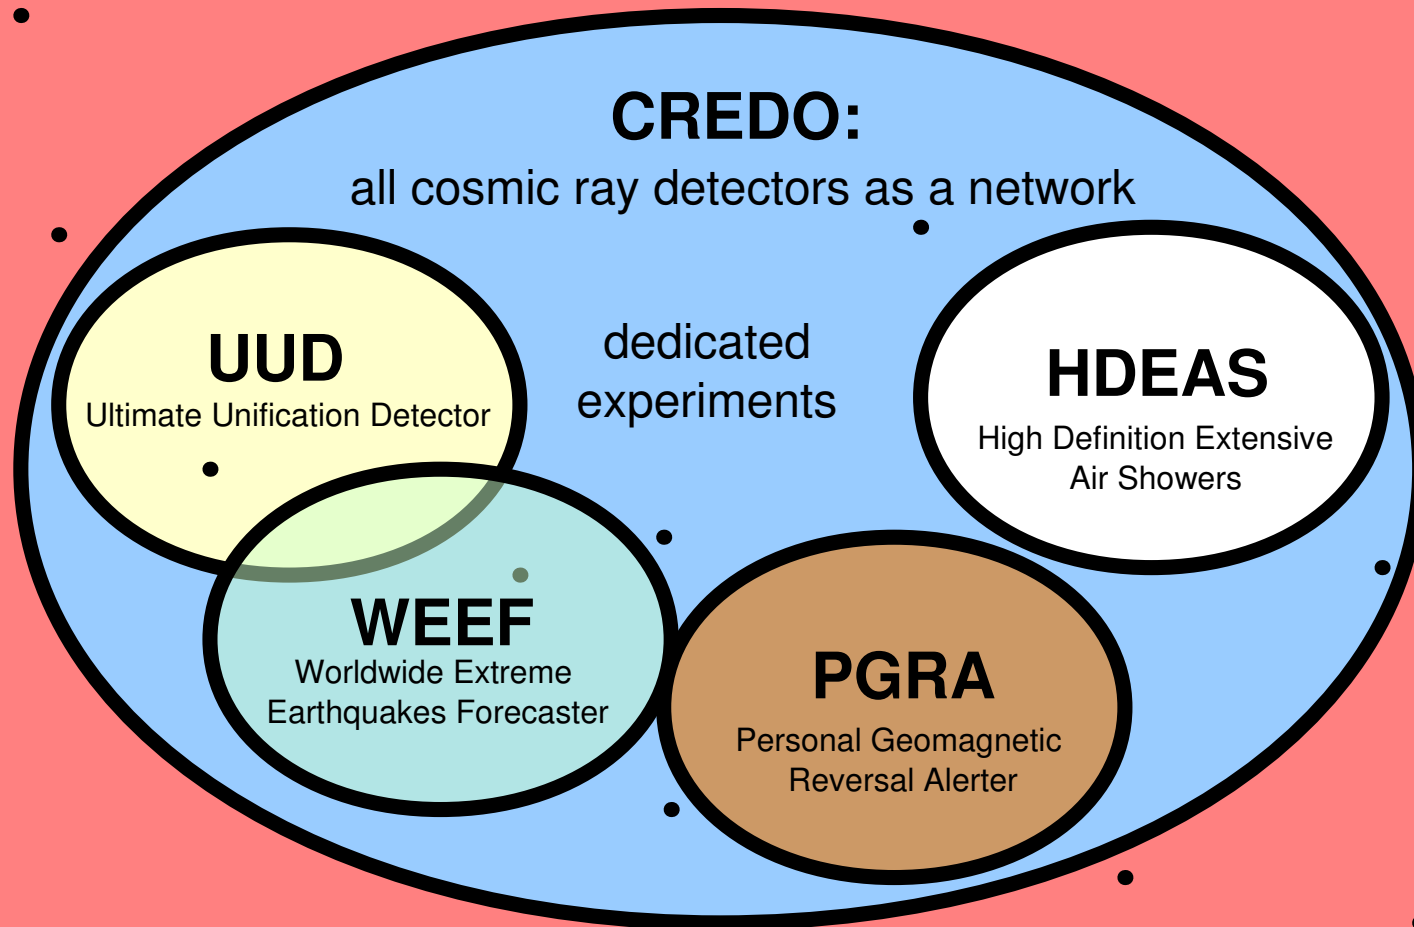 CREDO:
all cosmic ray detectors as a network
dedicated
experiments
UUD
Ultimate Unification Detector
HDEAS
High Definition Extensive
Air Showers
WEEF
Worldwide Extreme
Earthquakes Forecaster
PGRA
Personal Geomagnetic
Reversal Alerter